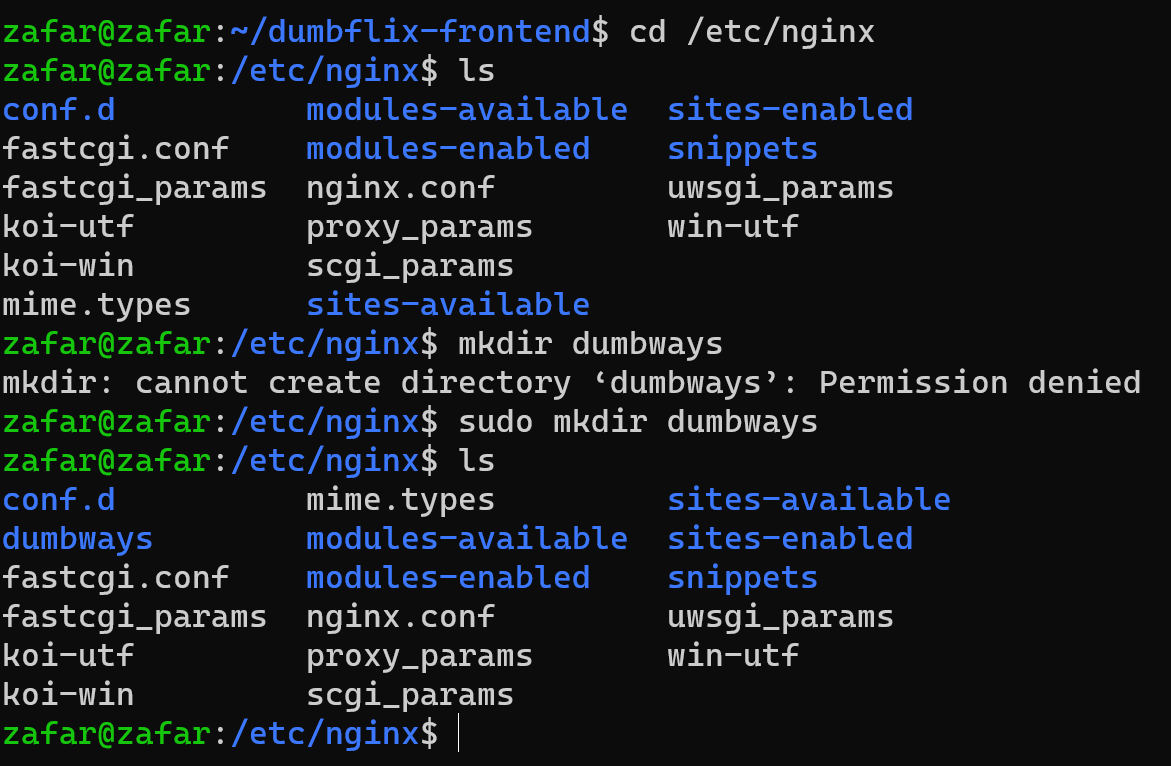 zafar@zafar:~/dumbflix-frontend$ cd /etc/nginx
zafar@zafar:/etc/nginx$ ls
conf.d          modules-available  sites-enabled
fastcgi.conf    modules-enabled    snippets
fastcgi_params  nginx.conf         uwsgi_params
koi-utf         proxy_params       win-utf
koi-win         scgi_params
mime.types      sites-available
zafar@zafar:/etc/nginx$ mkdir dumbways
mkdir: cannot create directory ‘dumbways’: Permission denied
zafar@zafar:/etc/nginx$ sudo mkdir dumbways
zafar@zafar:/etc/nginx$ ls
conf.d          mime.types         sites-available
dumbways        modules-available  sites-enabled
fastcgi.conf    modules-enabled    snippets
fastcgi_params  nginx.conf         uwsgi_params
koi-utf         proxy_params       win-utf
koi-win         scgi_params
zafar@zafar:/etc/nginx$